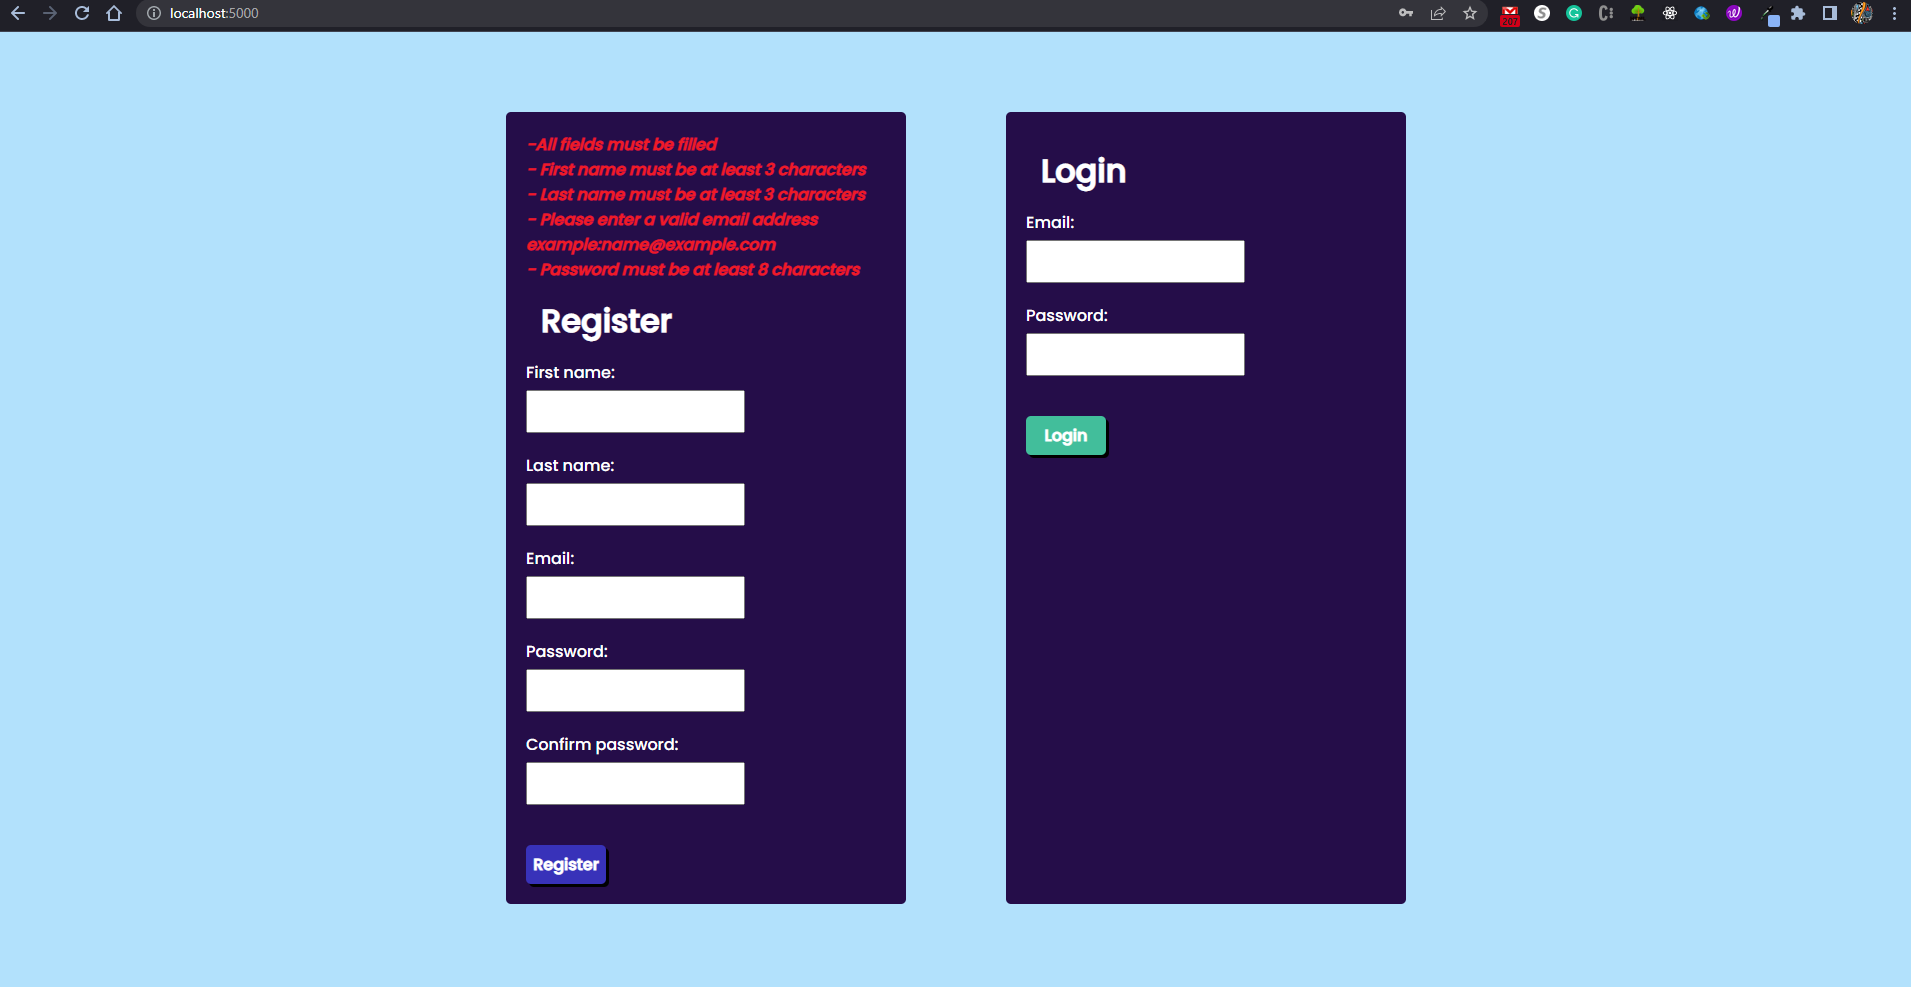 localhost:5000
207
-All fields must be filled
- First name must be at least 3 characters
- Last name must be at least 3 characters
- Please enter a valid email address
example:name@example.com
- Password must be at least 8 characters
Register
First name:
Last name:
Email:
Password:
Confirm password:
Register
Login
Email:
Password:
Login